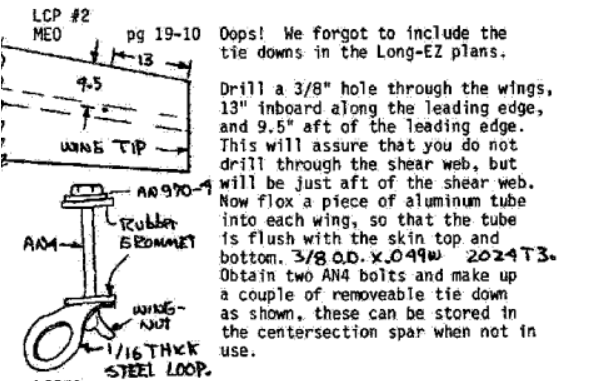 LCP #2
MEO pg 19-10
13
9.5
WING TIP
AN970-4
Rubber
GROMMET
AN4
WING-
NUT
1/16 THICK
STEEL LOOP.
Oops! We forgot to include the
tie downs in the Long-EZ plans.
Drill a 3/8" hole through the wings,
13" inboard along the leading edge,
and 9.5" aft of the leading edge.
This will assure that you do not
drill through the shear web, but
will be just aft of the shear web.
Now flox a piece of aluminum tube
into each wing, so that the tube
is flush with the skin top and
bottom. 3/8 O.D. X.049W 2024T3.
Obtain two AN4 bolts and make up
a couple of removeable tie down
as shown, these can be stored in
the centersection spar when not in
use.